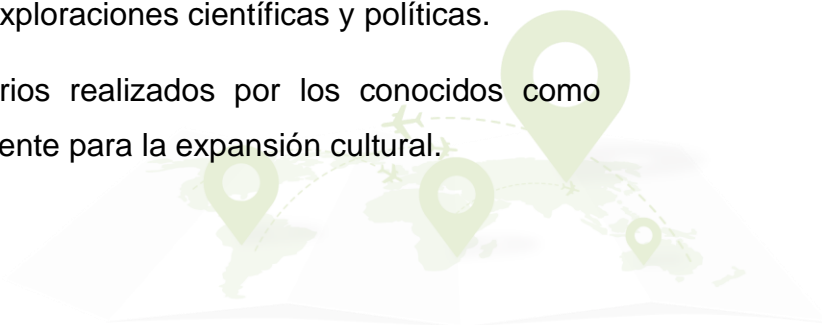 xploraciones científicas y políticas.
rios realizados por los conocidos como
ente para la expansión cultural.